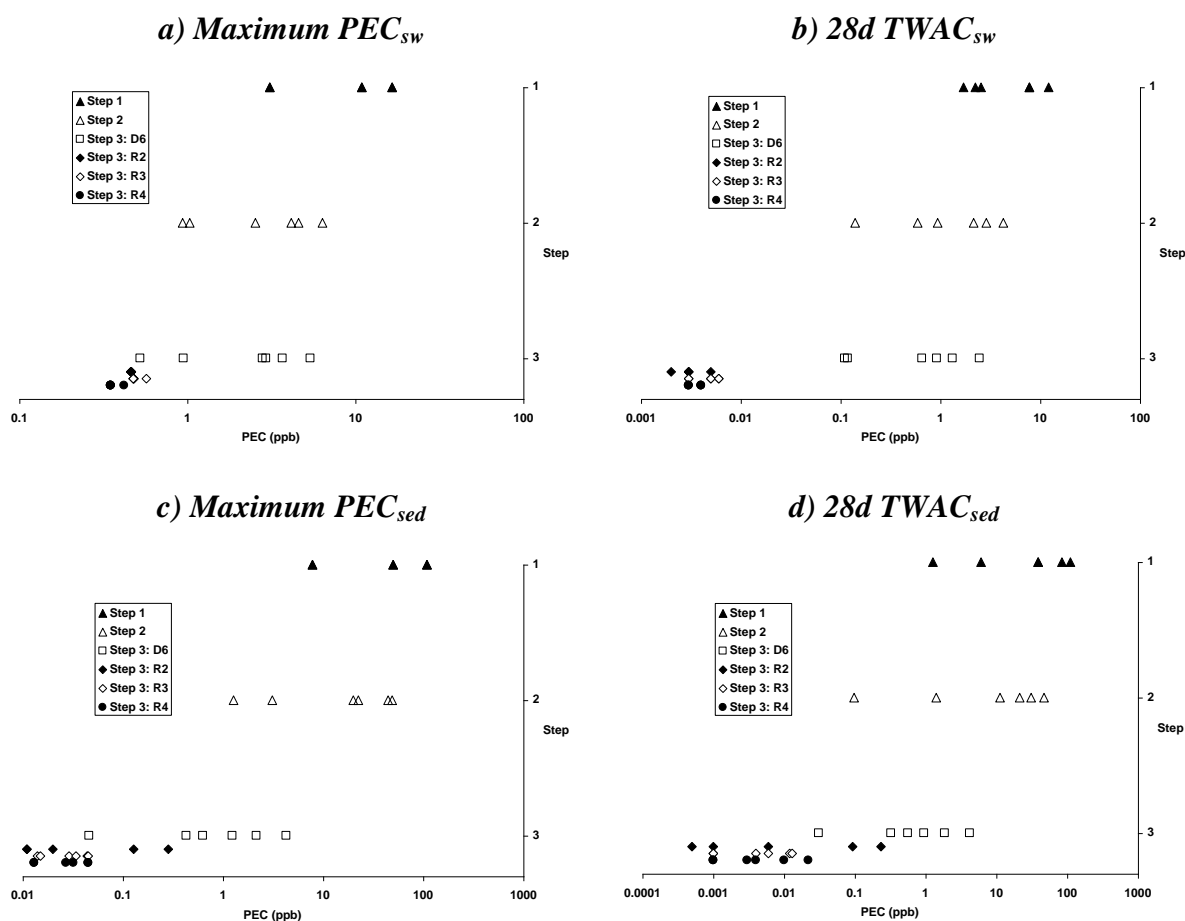 a) Maximum PECsw
Step 1
Step 2
Step 3: D6
Step 3: R2
Step 3: R3
Step 3: R4
1
2
Step
3
0.1
1
10
100
PEC (ppb)
b) 28d TWACsw
Step 1
Step 2
Step 3: D6
Step 3: R2
Step 3: R3
Step 3: R4
1
2
Step
3
0.001
0.01
0.1
1
10
100
PEC (ppb)
c) Maximum PECsed
Step 1
Step 2
Step 3: D6
Step 3: R2
Step 3: R3
Step 3: R4
1
2
Step
3
0.01
0.1
1
10
100
1000
PEC (ppb)
d) 28d TWACsed
Step 1
Step 2
Step 3: D6
Step 3: R2
Step 3: R3
Step 3: R4
1
2
Step
3
0.0001
0.001
0.01
0.1
1
10
100
1000
PEC (ppb)